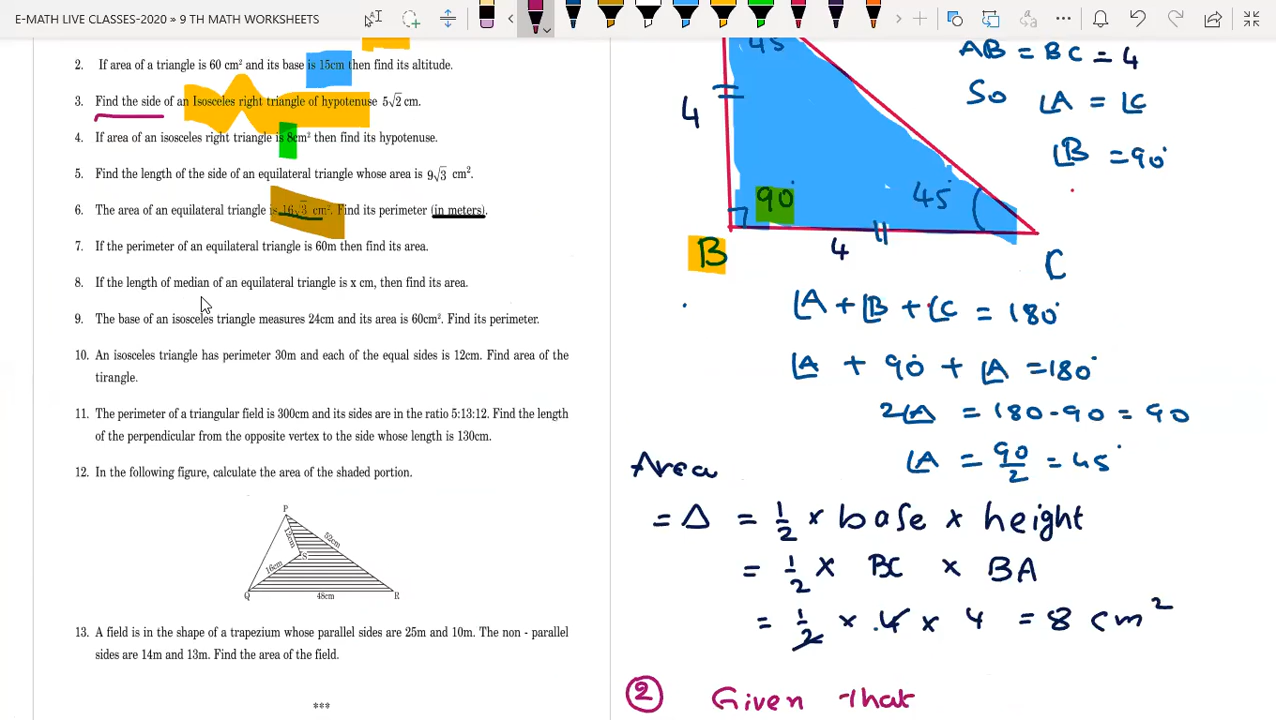 E-MATH LIVE CLASSES-2020 » 9 TH MATH WORKSHEETS
2. If area of a triangle is 60 cm² and its base is 15cm then find its altitude.
3. Find the side of an Isosceles right triangle of hypotenuse 5√2 cm.
4. If area of an isosceles right triangle is 8cm² then find its hypotenuse.
5. Find the length of the side of an equilateral triangle whose area is 9√3 cm².
6. The area of an equilateral triangle is 16√3 cm². Find its perimeter (in meters).
7. If the perimeter of an equilateral triangle is 60m then find its area.
8. If the length of median of an equilateral triangle is x cm, then find its area.
9. The base of an isosceles triangle measures 24cm and its area is 60cm². Find its perimeter.
10. An isosceles triangle has perimeter 30m and each of the equal sides is 12cm. Find area of the
tirangle.
11. The perimeter of a triangular field is 300cm and its sides are in the ratio 5:13:12. Find the length
of the perpendicular from the opposite vertex to the side whose length is 130cm.
12. In the following figure, calculate the area of the shaded portion.
P
12cm
52cm
S
16cm
Q
48cm
R
13. A field is in the shape of a trapezium whose parallel sides are 25m and 10m. The non - parallel
sides are 14m and 13m. Find the area of the field.
***
45
4
90°
45°
B
4
C
AB = BC = 4
So ∠A = ∠C
∠B = 90°
∠A + ∠B + ∠C = 180°
∠A + 90° + ∠A = 180°
2∠A = 180 - 90 = 90
∠A = 90/2 = 45°
Area
= Δ = 1/2 × base × height
= 1/2 × BC × BA
= 1/2 × 4 × 4 = 8 cm²
② Given That